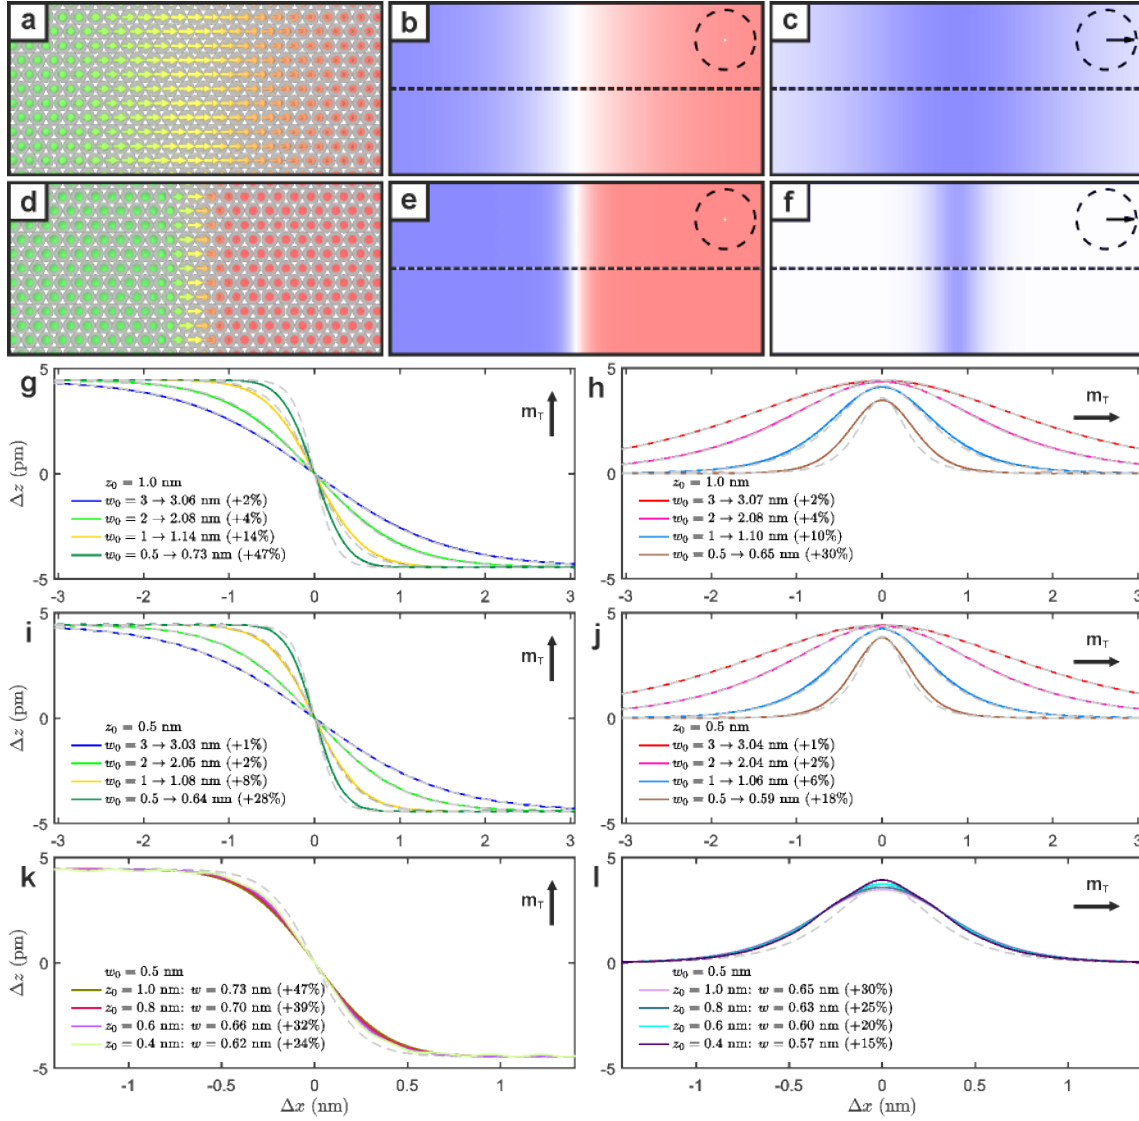 a
b
c
d
e
f
g
m_T
z₀ = 1.0 nm
w₀ = 3 → 3.06 nm (+2%)
w₀ = 2 → 2.08 nm (+4%)
w₀ = 1 → 1.14 nm (+14%)
w₀ = 0.5 → 0.73 nm (+47%)
Δz (pm)
5
0
-5
-3
-2
-1
0
1
2
3
h
m_T
z₀ = 1.0 nm
w₀ = 3 → 3.07 nm (+2%)
w₀ = 2 → 2.08 nm (+4%)
w₀ = 1 → 1.10 nm (+10%)
w₀ = 0.5 → 0.65 nm (+30%)
5
0
-5
-3
-2
-1
0
1
2
3
i
m_T
z₀ = 0.5 nm
w₀ = 3 → 3.03 nm (+1%)
w₀ = 2 → 2.05 nm (+2%)
w₀ = 1 → 1.08 nm (+8%)
w₀ = 0.5 → 0.64 nm (+28%)
Δz (pm)
5
0
-5
-3
-2
-1
0
1
2
3
j
m_T
z₀ = 0.5 nm
w₀ = 3 → 3.04 nm (+1%)
w₀ = 2 → 2.04 nm (+2%)
w₀ = 1 → 1.06 nm (+6%)
w₀ = 0.5 → 0.59 nm (+18%)
5
0
-5
-3
-2
-1
0
1
2
3
k
m_T
w₀ = 0.5 nm
z₀ = 1.0 nm: w = 0.73 nm (+47%)
z₀ = 0.8 nm: w = 0.70 nm (+39%)
z₀ = 0.6 nm: w = 0.66 nm (+32%)
z₀ = 0.4 nm: w = 0.62 nm (+24%)
Δz (pm)
5
0
-5
-1
-0.5
0
0.5
1
Δx (nm)
l
m_T
w₀ = 0.5 nm
z₀ = 1.0 nm: w = 0.65 nm (+30%)
z₀ = 0.8 nm: w = 0.63 nm (+25%)
z₀ = 0.6 nm: w = 0.60 nm (+20%)
z₀ = 0.4 nm: w = 0.57 nm (+15%)
5
0
-5
-1
-0.5
0
0.5
1
Δx (nm)